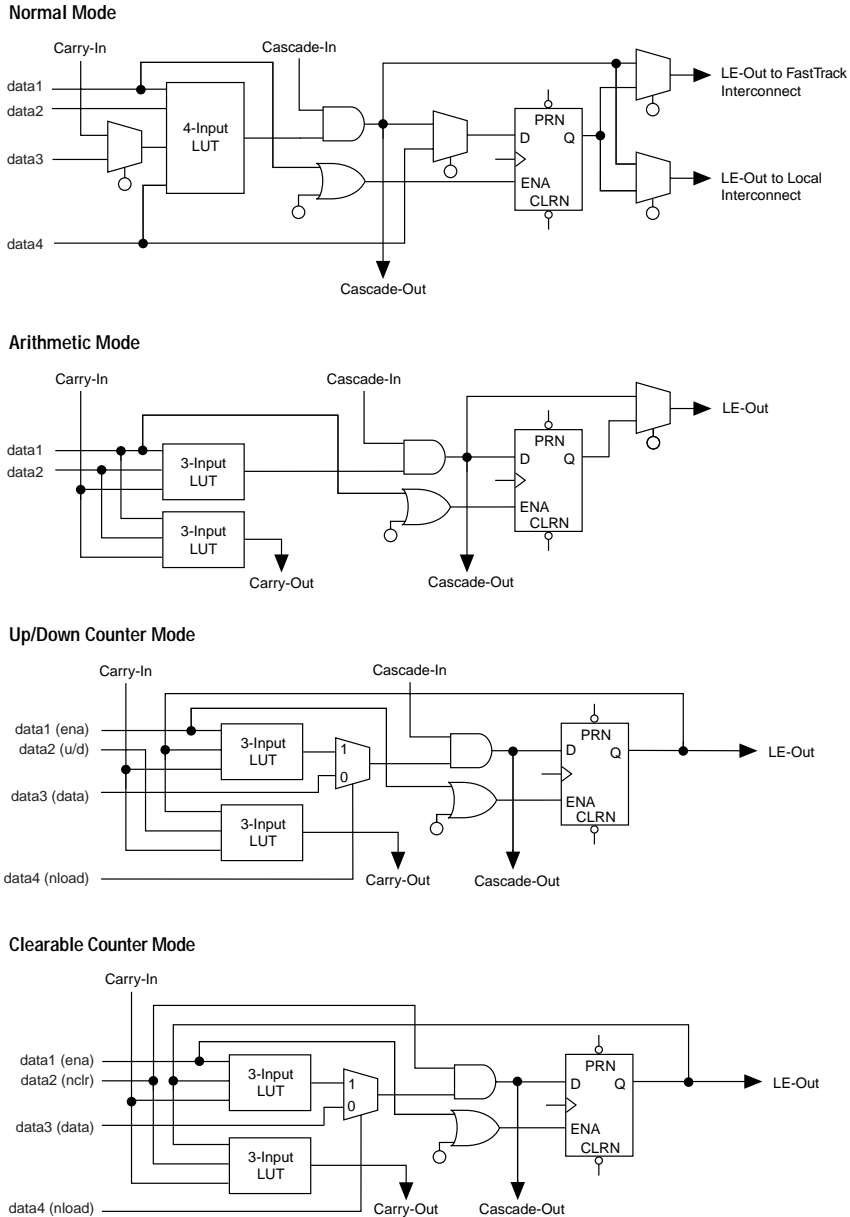 Normal Mode
Carry-In
Cascade-In
data1
data2
data3
data4
4-Input
LUT
PRN
D
Q
ENA
CLRN
LE-Out to FastTrack
Interconnect
LE-Out to Local
Interconnect
Cascade-Out
Arithmetic Mode
Carry-In
Cascade-In
data1
data2
3-Input
LUT
3-Input
LUT
PRN
D
Q
ENA
CLRN
LE-Out
Carry-Out
Cascade-Out
Up/Down Counter Mode
Carry-In
Cascade-In
data1 (ena)
data2 (u/d)
data3 (data)
data4 (nload)
3-Input
LUT
3-Input
LUT
1
0
PRN
D
Q
ENA
CLRN
LE-Out
Carry-Out
Cascade-Out
Clearable Counter Mode
Carry-In
data1 (ena)
data2 (nclr)
data3 (data)
data4 (nload)
3-Input
LUT
3-Input
LUT
1
0
PRN
D
Q
ENA
CLRN
LE-Out
Carry-Out
Cascade-Out